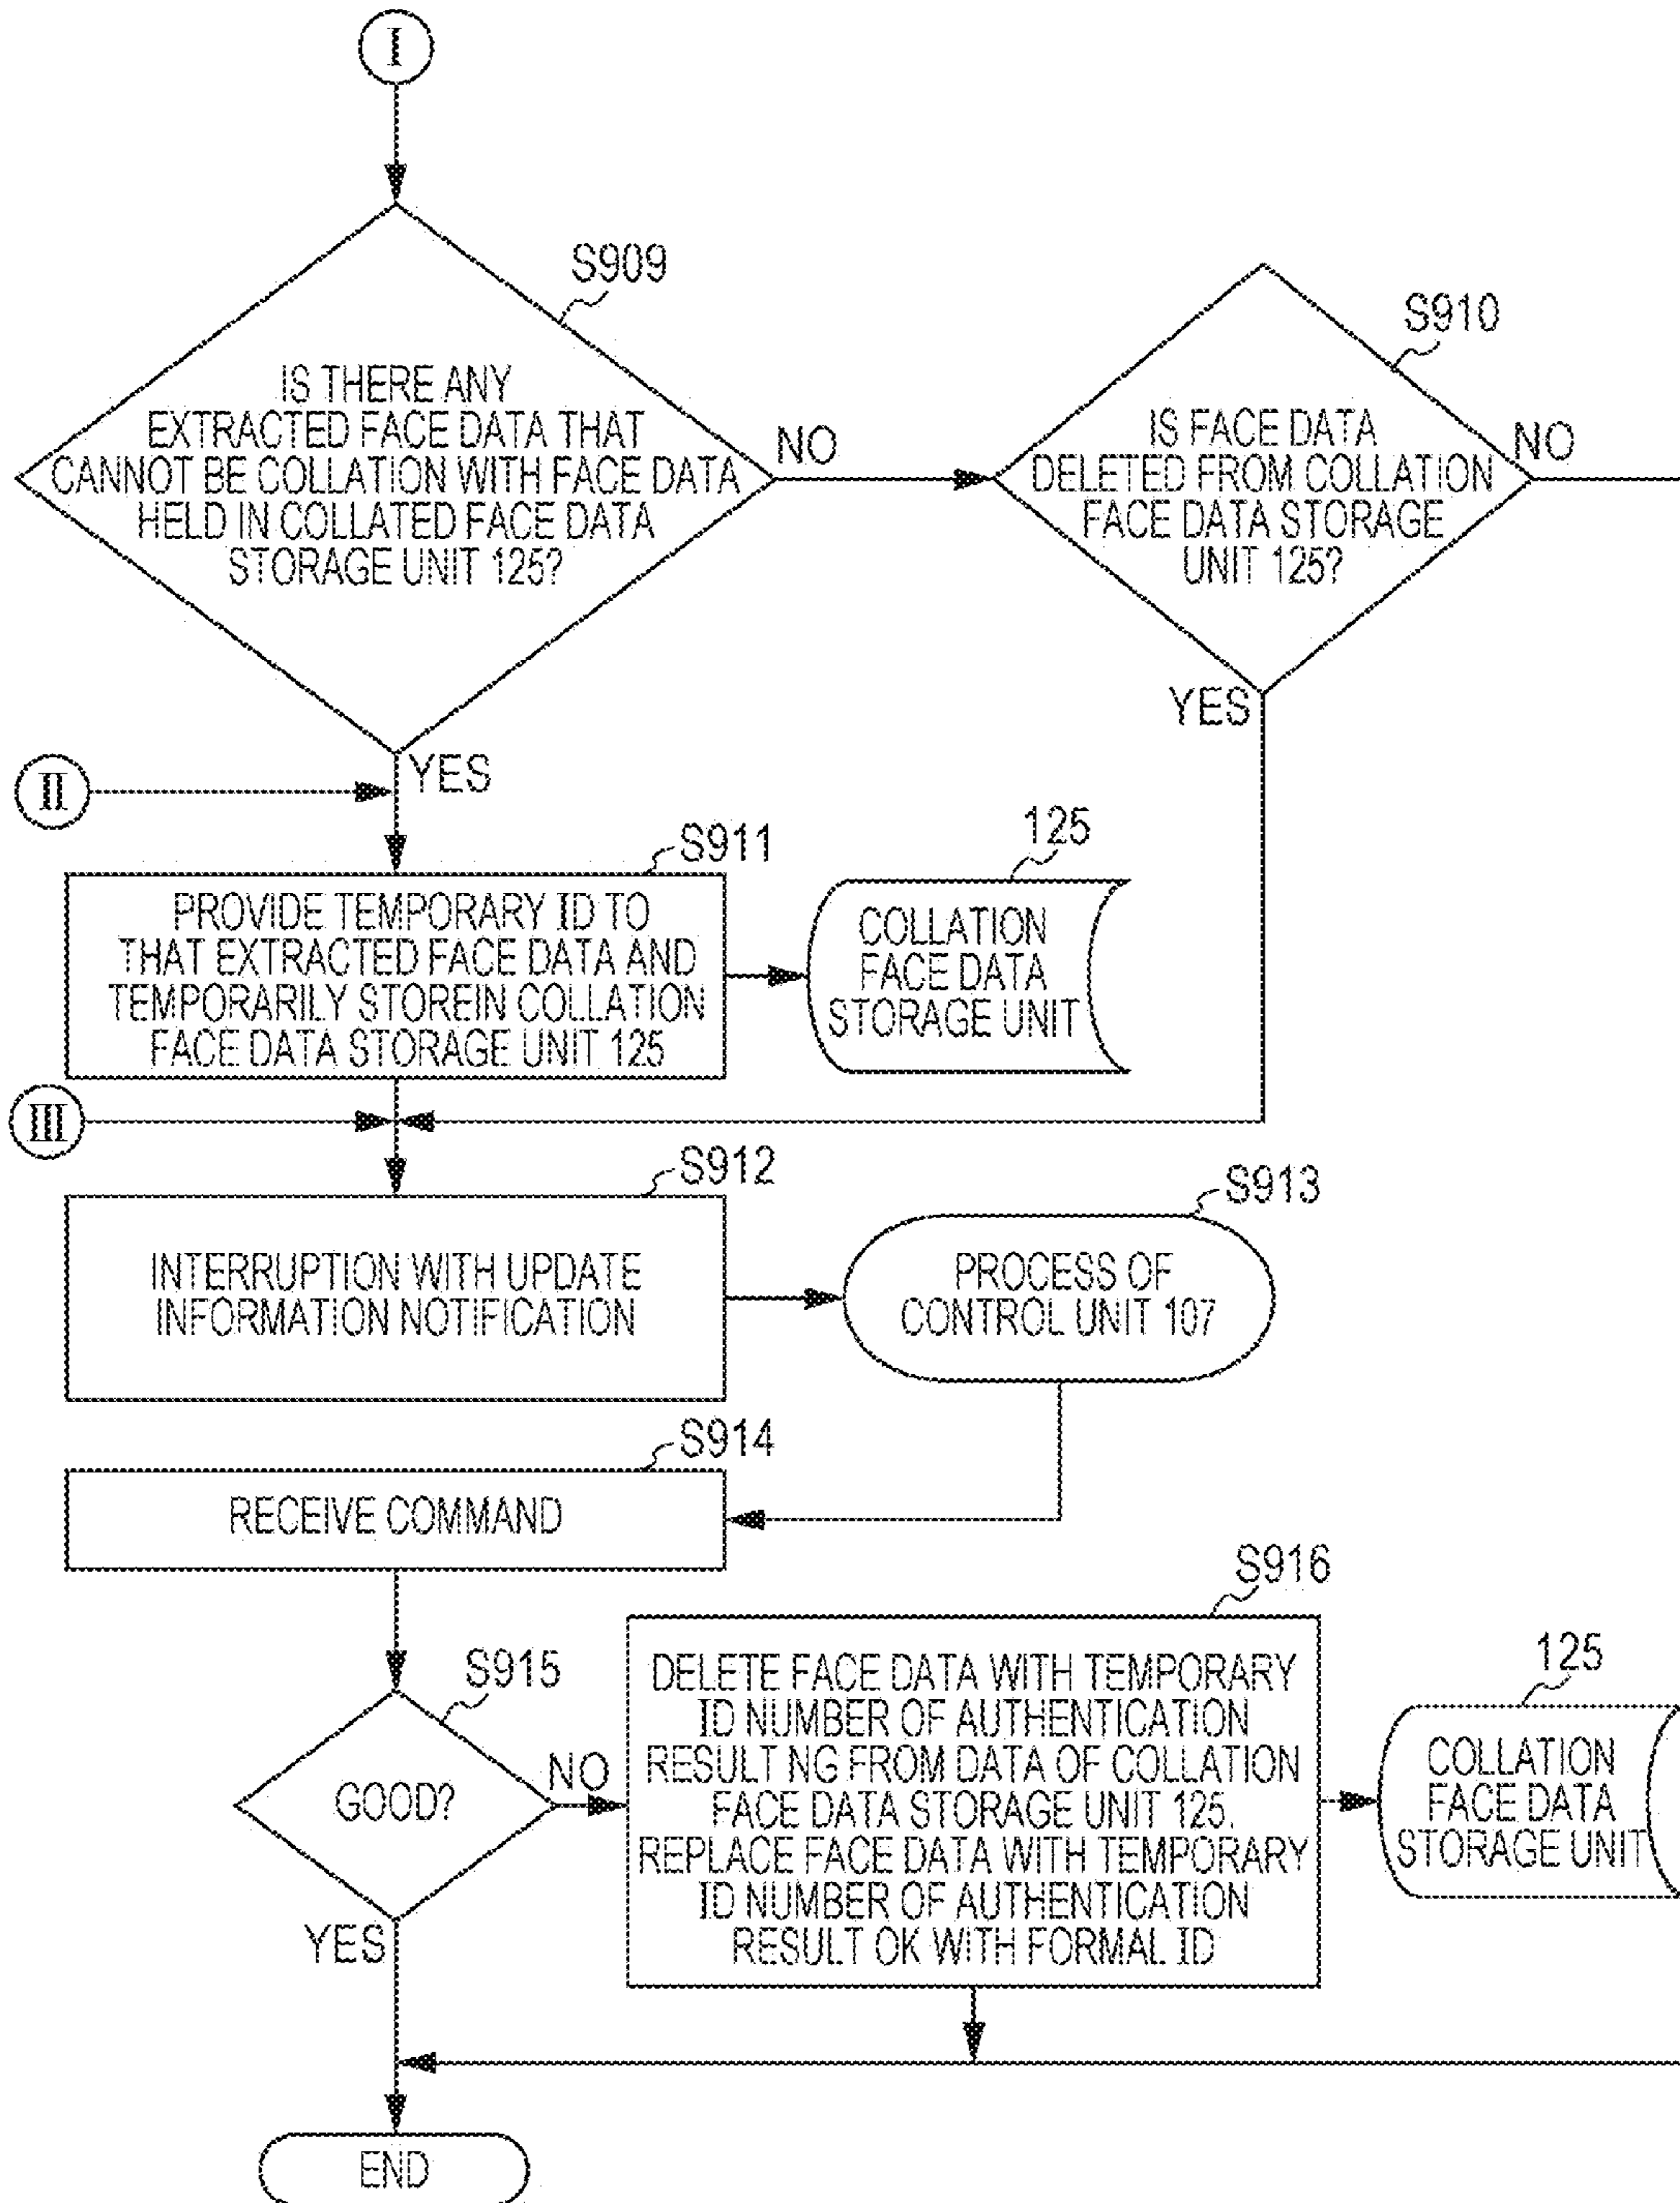 I
S909
IS THERE ANY
EXTRACTED FACE DATA THAT
CANNOT BE COLLATION WITH FACE DATA
HELD IN COLLATED FACE DATA
STORAGE UNIT 125?
NO
YES
S910
IS FACE DATA
DELETED FROM COLLATION
FACE DATA STORAGE
UNIT 125?
NO
YES
II
S911
PROVIDE TEMPORARY ID TO
THAT EXTRACTED FACE DATA AND
TEMPORARILY STOREIN COLLATION
FACE DATA STORAGE UNIT 125
125
COLLATION
FACE DATA
STORAGE UNIT
III
S912
INTERRUPTION WITH UPDATE
INFORMATION NOTIFICATION
S913
PROCESS OF
CONTROL UNIT 107
S914
RECEIVE COMMAND
S915
GOOD?
NO
YES
S916
DELETE FACE DATA WITH TEMPORARY
ID NUMBER OF AUTHENTICATION
RESULT NG FROM DATA OF COLLATION
FACE DATA STORAGE UNIT 125.
REPLACE FACE DATA WITH TEMPORARY
ID NUMBER OF AUTHENTICATION
RESULT OK WITH FORMAL ID
125
COLLATION
FACE DATA
STORAGE UNIT
END